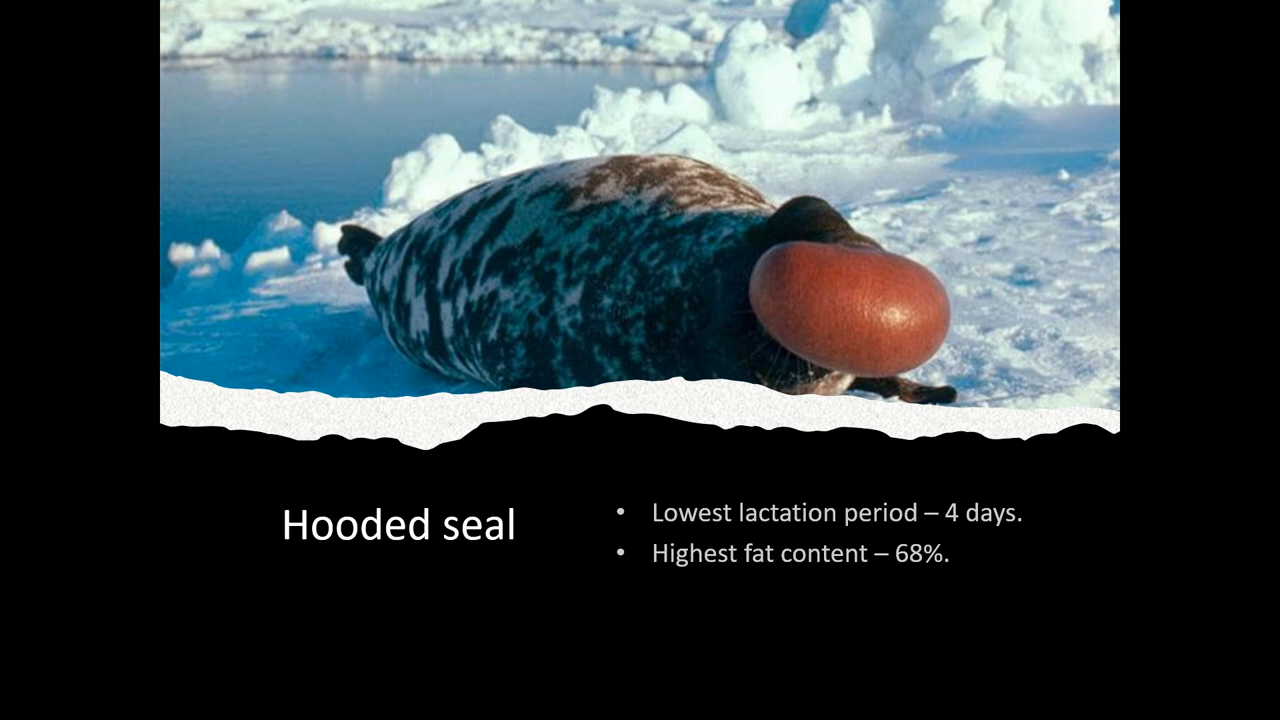 Hooded seal
• Lowest lactation period – 4 days.
• Highest fat content – 68%.